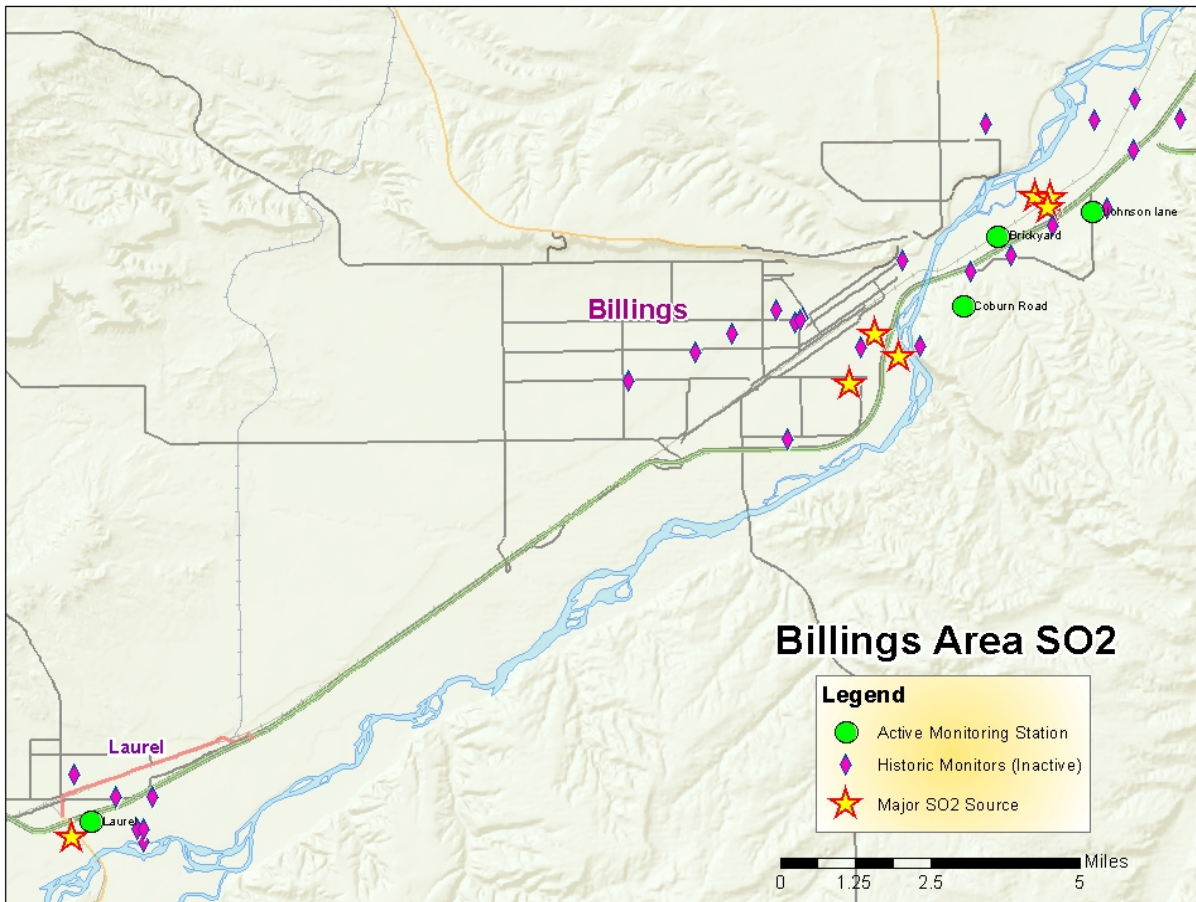 Johnson lane
Brickyard
Coburn Road
Billings
Billings Area SO2
Legend
Active Monitoring Station
Historic Monitors (Inactive)
Major SO2 Source
Laurel
Laurel
Miles
0 1.25 2.5 5